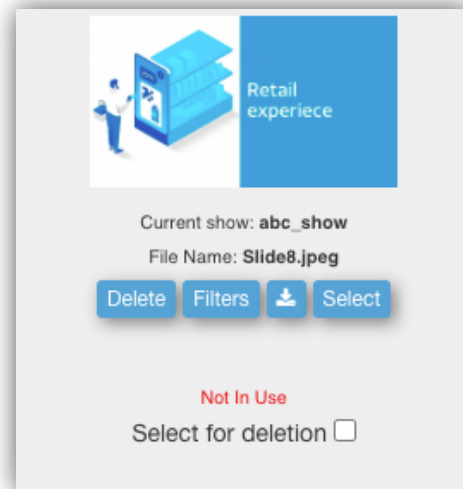 Retail
experiece
Current show: abc_show
File Name: Slide8.jpeg
Delete Filters Select
Not In Use
Select for deletion